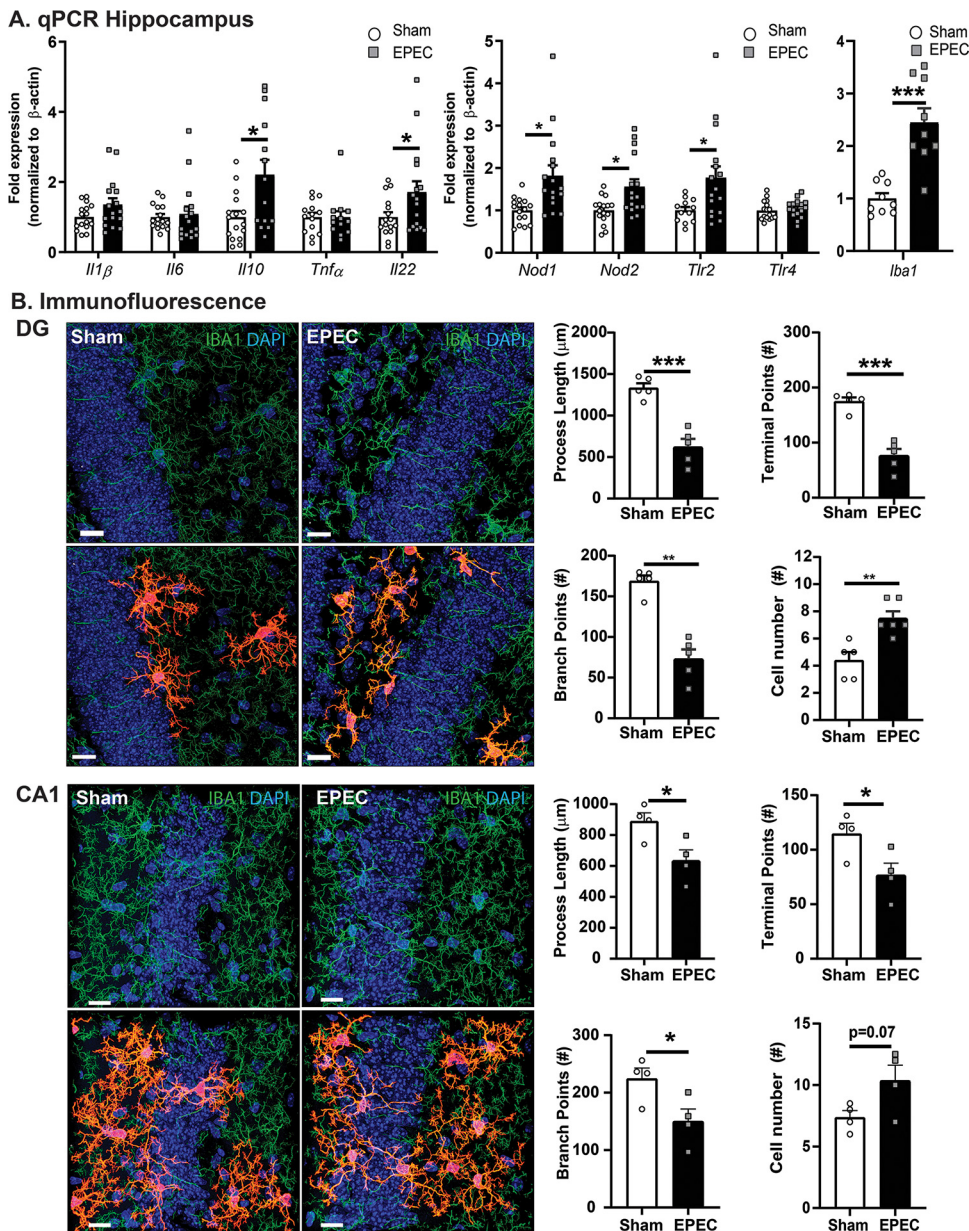 A. qPCR Hippocampus
Fold expression
(normalized to β-actin)
6
4
2
0
Sham
EPEC
*
*
Il1β Il6 Il10 Tnfα Il22
Fold expression
(normalized to β-actin)
5
4
3
2
1
0
Sham
EPEC
*
*
*
Nod1 Nod2 Tlr2 Tlr4
Sham
EPEC
4
3
2
1
0
***
Iba1
B. Immunofluorescence
DG
Sham
IBA1 DAPI
EPEC
IBA1 DAPI
Process Length (μm)
2000
1500
1000
500
0
***
Sham EPEC
Terminal Points (#)
300
200
100
0
***
Sham EPEC
Branch Points (#)
200
150
100
50
0
**
Sham EPEC
Cell number (#)
12
10
8
6
4
2
0
**
Sham EPEC
CA1
Sham
IBA1 DAPI
EPEC
IBA1 DAPI
Process Length (μm)
1000
800
600
400
200
0
*
Sham EPEC
Terminal Points (#)
150
100
50
0
*
Sham EPEC
Branch Points (#)
300
200
100
0
*
Sham EPEC
Cell number (#)
15
10
5
0
p=0.07
Sham EPEC